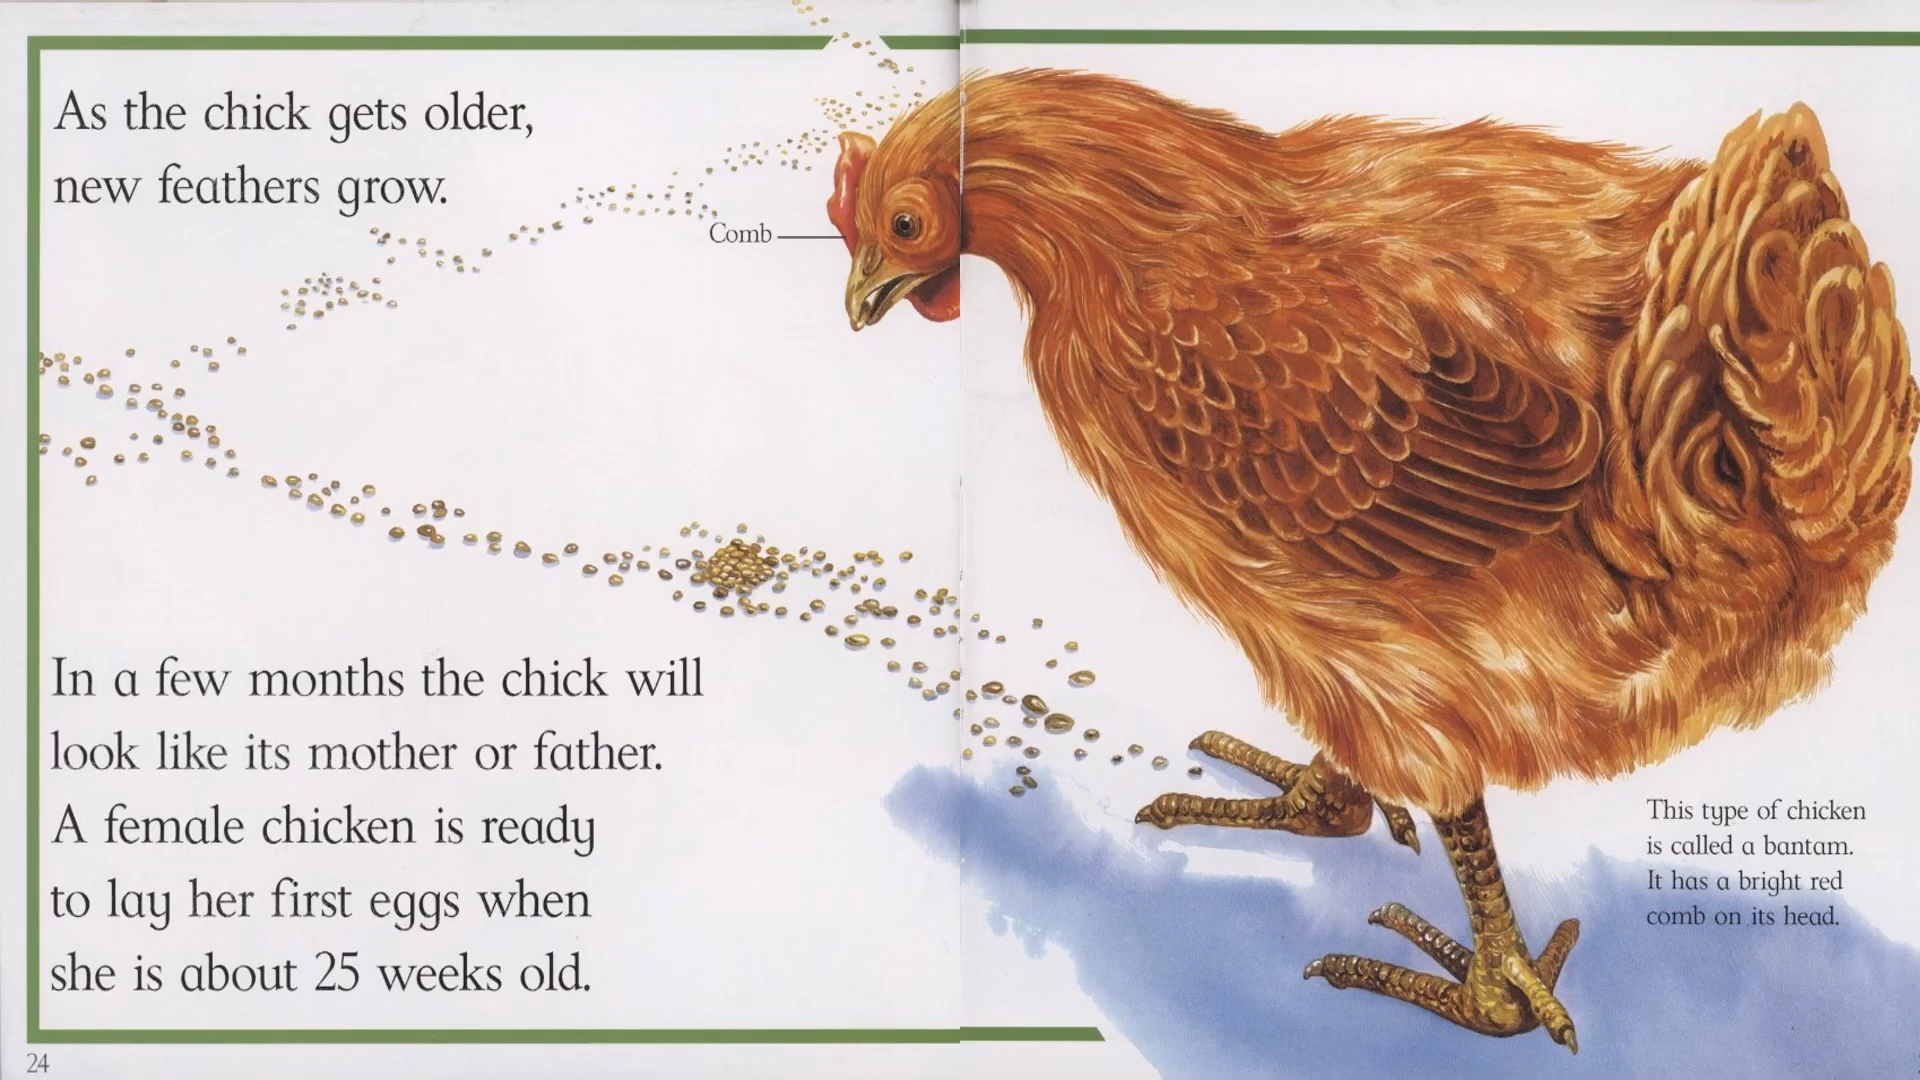 As the chick gets older,
new feathers grow.
Comb
In a few months the chick will
look like its mother or father.
A female chicken is ready
to lay her first eggs when
she is about 25 weeks old.
This type of chicken
is called a bantam.
It has a bright red
comb on its head.
24